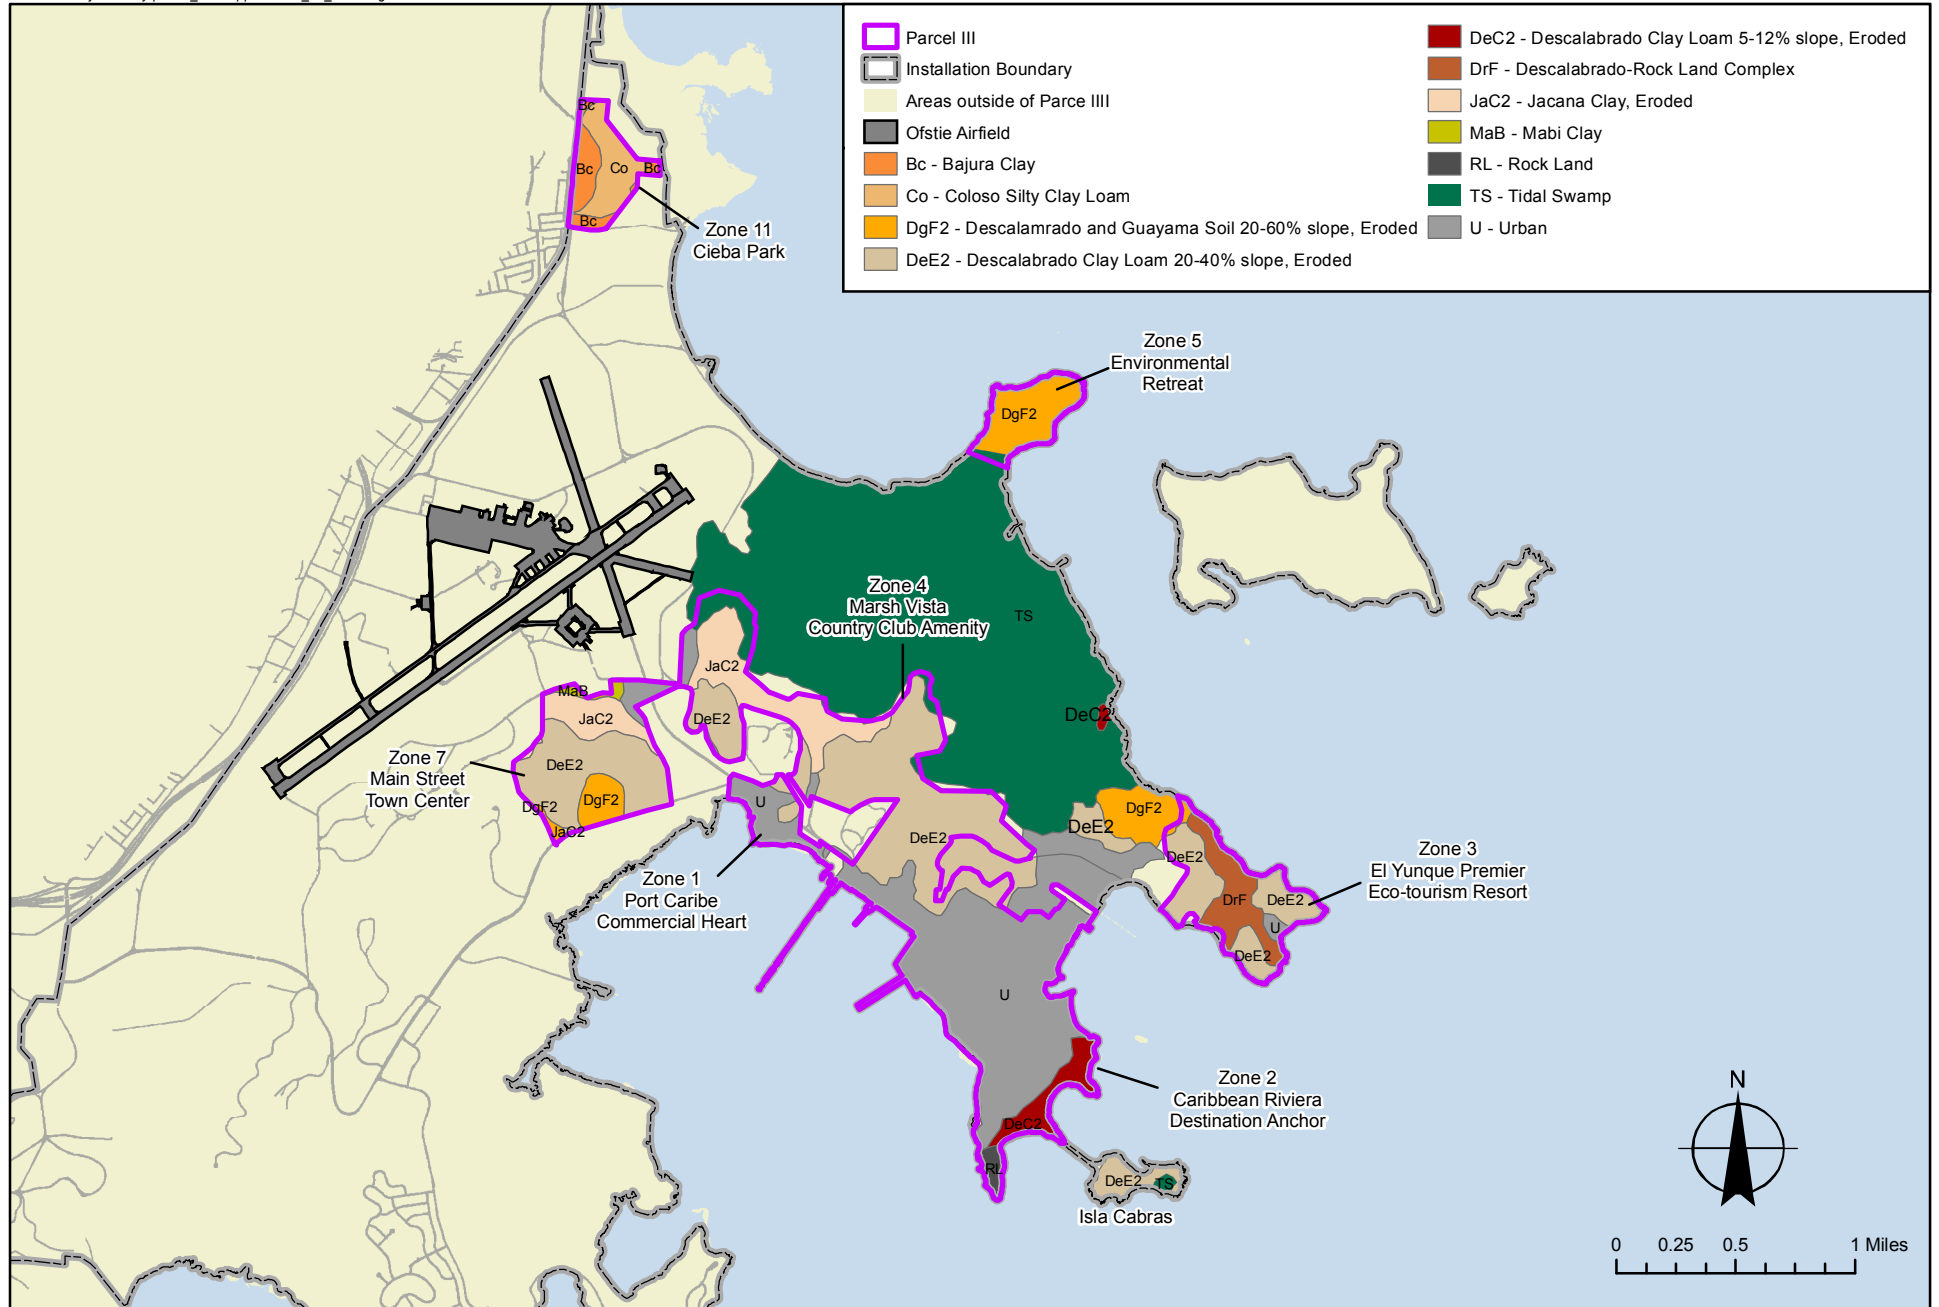 Parcel III
Installation Boundary
Areas outside of Parce IIII
Ofstie Airfield
Bc - Bajura Clay
Co - Coloso Silty Clay Loam
DgF2 - Descalamrado and Guayama Soil 20-60% slope, Eroded
DeE2 - Descalabrado Clay Loam 20-40% slope, Eroded
DeC2 - Descalabrado Clay Loam 5-12% slope, Eroded
DrF - Descalabrado-Rock Land Complex
JaC2 - Jacana Clay, Eroded
MaB - Mabi Clay
RL - Rock Land
TS - Tidal Swamp
U - Urban
Bc
Bc
Co
Bc
Bc
Zone 11
Cieba Park
Zone 5
Environmental
Retreat
DgF2
Zone 4
Marsh Vista
Country Club Amenity
TS
JaC2
MaB
JaC2
DeE2
DeC2
Zone 7
Main Street
Town Center
DeE2
DgF2
DgF2
JaC2
U
DeE2
DeE2
DgF2
DeE2
Zone 1
Port Caribe
Commercial Heart
Zone 3
El Yunque Premier
Eco-tourism Resort
DrF
DeE2
U
DeE2
U
Zone 2
Caribbean Riviera
Destination Anchor
DeC2
RL
DeE2
TS
Isla Cabras
N
0 0.25 0.5 1 Miles